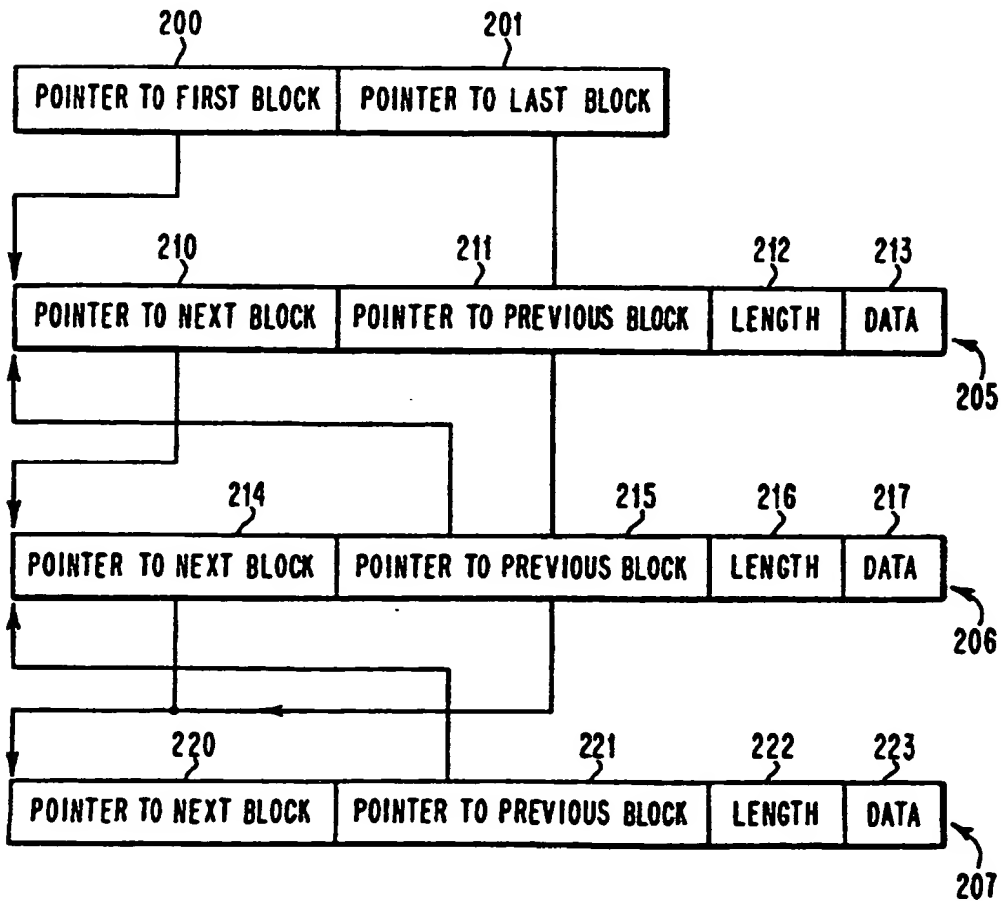 200 201
POINTER TO FIRST BLOCK POINTER TO LAST BLOCK
210 211 212 213
POINTER TO NEXT BLOCK POINTER TO PREVIOUS BLOCK LENGTH DATA
205
214 215 216 217
POINTER TO NEXT BLOCK POINTER TO PREVIOUS BLOCK LENGTH DATA
206
220 221 222 223
POINTER TO NEXT BLOCK POINTER TO PREVIOUS BLOCK LENGTH DATA
207